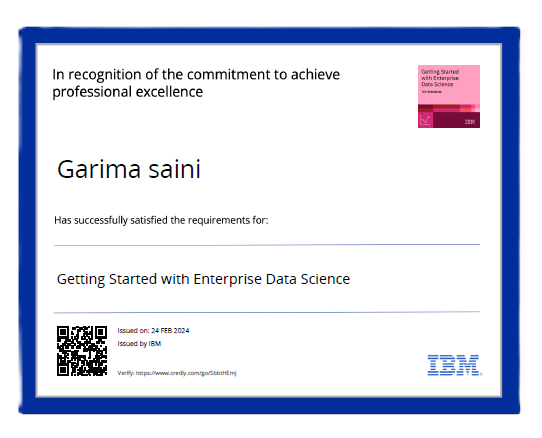 In recognition of the commitment to achieve
professional excellence
Getting Started
with Enterprise
Data Science
IBM
Garima saini
Has successfully satisfied the requirements for:
Getting Started with Enterprise Data Science
Issued on: 24 FEB 2024
Issued by IBM
Verify: https://www.credly.com/go/SbbtHEmJ
IBM